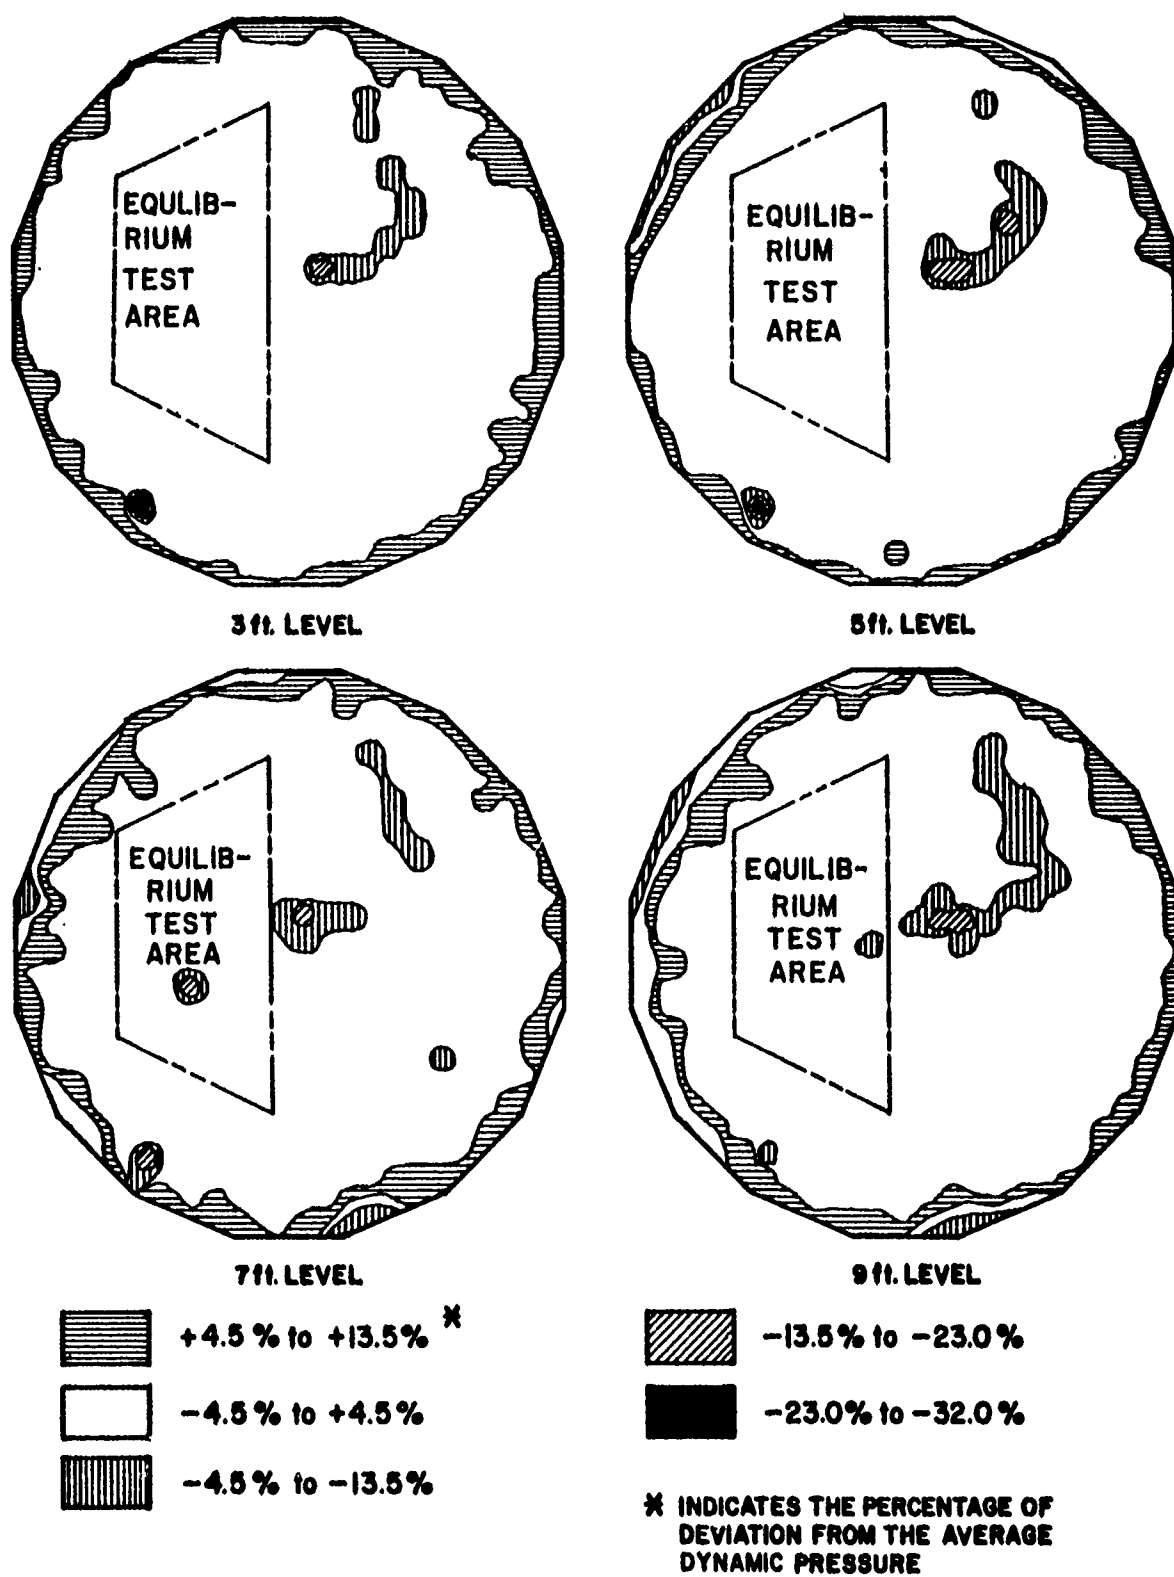 EQULIB-
RIUM
TEST
AREA
3 ft. LEVEL
EQUILIB-
RIUM
TEST
AREA
5 ft. LEVEL
EQUILIB-
RIUM
TEST
AREA
7 ft. LEVEL
EQUILIB-
RIUM
TEST
AREA
9 ft. LEVEL
+4.5% to +13.5% *
-4.5% to +4.5%
-4.5% to -13.5%
-13.5% to -23.0%
-23.0% to -32.0%
* INDICATES THE PERCENTAGE OF
DEVIATION FROM THE AVERAGE
DYNAMIC PRESSURE